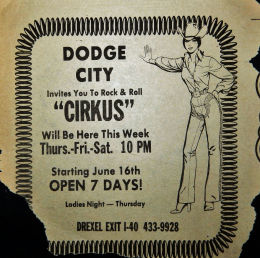 DODGE
CITY
Invites You To Rock & Roll
"CIRKUS"
Will Be Here This Week
Thurs.-Fri.-Sat. 10 PM
Starting June 16th
OPEN 7 DAYS!
Ladies Night — Thursday
DREXEL EXIT I-40 433-9928